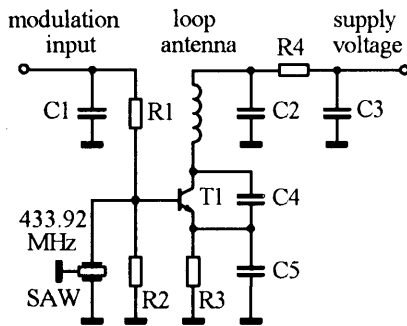 modulation
input
loop
antenna
supply
voltage
R4
C1
R1
C2
C3
T1
C4
433.92
MHz
SAW
R2
R3
C5